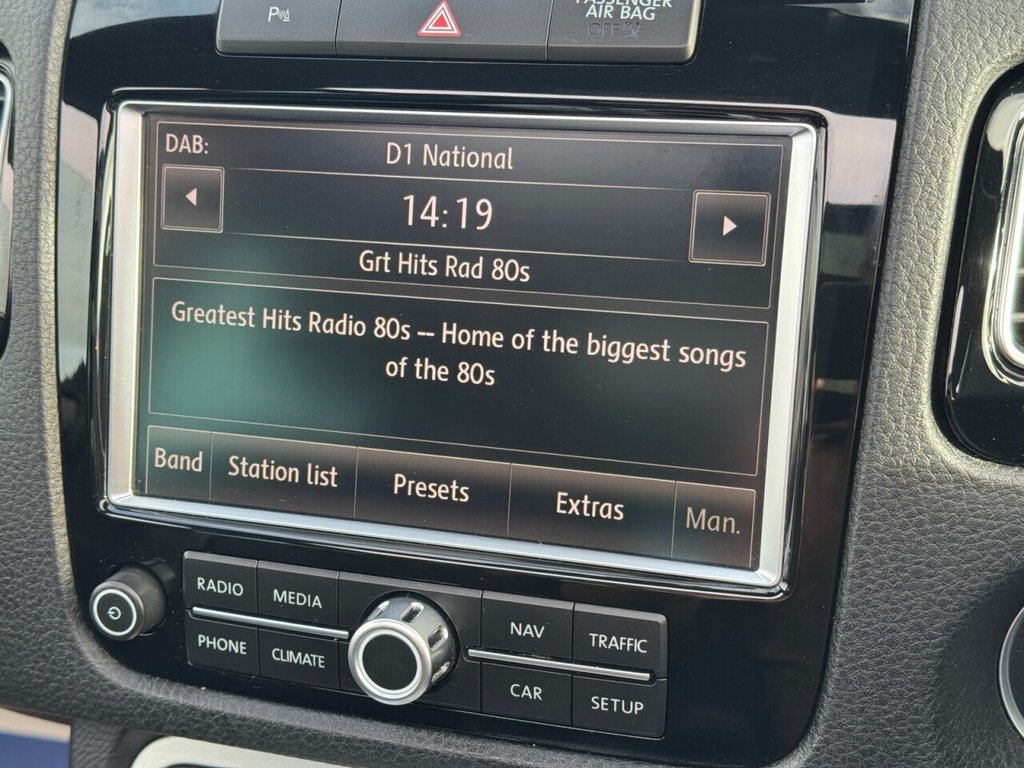 P
PASSENGER
AIR BAG
OFF
DAB:
D1 National
14:19
Grt Hits Rad 80s
Greatest Hits Radio 80s -- Home of the biggest songs
of the 80s
Band Station list Presets Extras Man.
RADIO MEDIA NAV TRAFFIC
PHONE CLIMATE CAR SETUP